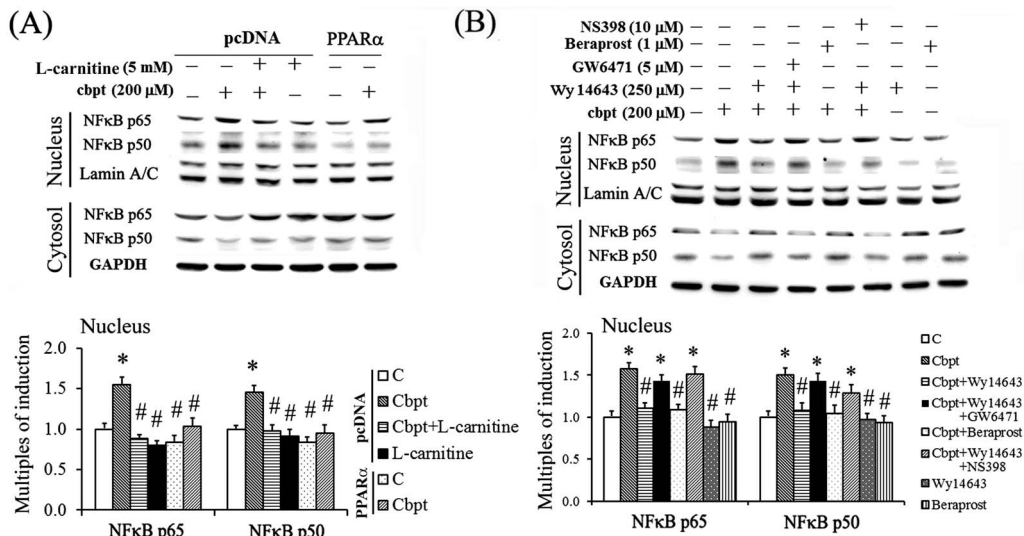 (A)
pcDNA PPARα
L-carnitine (5 mM) − − + + − −
cbpt (200 μM) − + + − − +
Nucleus
NFκB p65
NFκB p50
Lamin A/C
Cytosol
NFκB p65
NFκB p50
GAPDH
Nucleus
Multiples of induction
2.0
1.5
1.0
0.5
0.0
* # # # #
* # # # #
NFκB p65 NFκB p50
pcDNA
C
Cbpt
Cbpt+L-carnitine
L-carnitine
PPARα
C
Cbpt
(B)
NS398 (10 μM) − − − − − + − −
Beraprost (1 μM) − − − − + − − +
GW6471 (5 μM) − − − + − − − −
Wy14643 (250 μM) − − + + − + + −
cbpt (200 μM) − + + + + + − −
Nucleus
NFκB p65
NFκB p50
Lamin A/C
Cytosol
NFκB p65
NFκB p50
GAPDH
Nucleus
Multiples of induction
2.0
1.5
1.0
0.5
0.0
* # * # * # #
* # * # * # #
NFκB p65 NFκB p50
C
Cbpt
Cbpt+Wy14643
Cbpt+Wy14643
+GW6471
Cbpt+Beraprost
Cbpt+Wy14643
+NS398
Wy14643
Beraprost